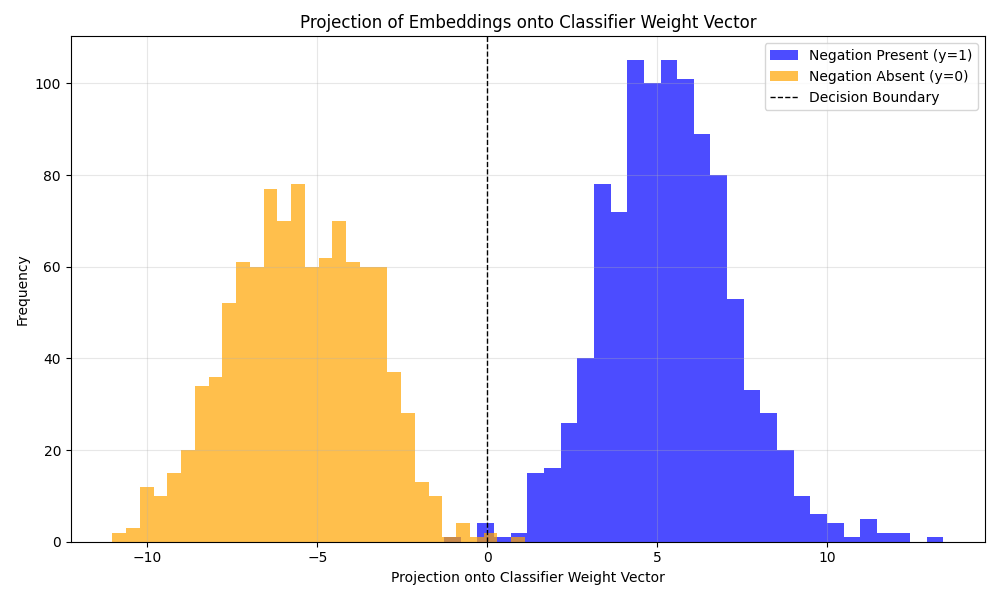 Projection of Embeddings onto Classifier Weight Vector
Negation Present (y=1)
Negation Absent (y=0)
Decision Boundary
Frequency
100
80
60
40
20
0
−10
−5
0
5
10
Projection onto Classifier Weight Vector